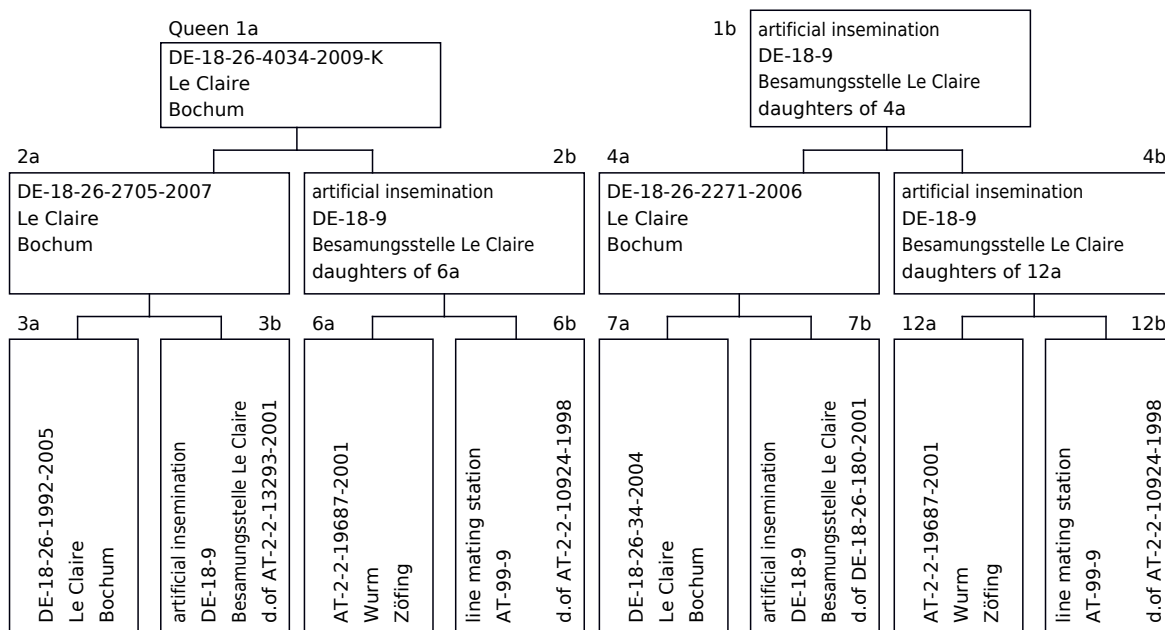 Queen 1a
DE-18-26-4034-2009-K
Le Claire
Bochum
1b
artificial insemination
DE-18-9
Besamungsstelle Le Claire
daughters of 4a
2a
DE-18-26-2705-2007
Le Claire
Bochum
2b
artificial insemination
DE-18-9
Besamungsstelle Le Claire
daughters of 6a
4a
DE-18-26-2271-2006
Le Claire
Bochum
4b
artificial insemination
DE-18-9
Besamungsstelle Le Claire
daughters of 12a
3a
DE-18-26-1992-2005
Le Claire
Bochum
3b
artificial insemination
DE-18-9
Besamungsstelle Le Claire
d.of AT-2-2-13293-2001
6a
AT-2-2-19687-2001
Wurm
Zöfing
6b
line mating station
AT-99-9
d.of AT-2-2-10924-1998
7a
DE-18-26-34-2004
Le Claire
Bochum
7b
artificial insemination
DE-18-9
Besamungsstelle Le Claire
d.of DE-18-26-180-2001
12a
AT-2-2-19687-2001
Wurm
Zöfing
12b
line mating station
AT-99-9
d.of AT-2-2-10924-1998